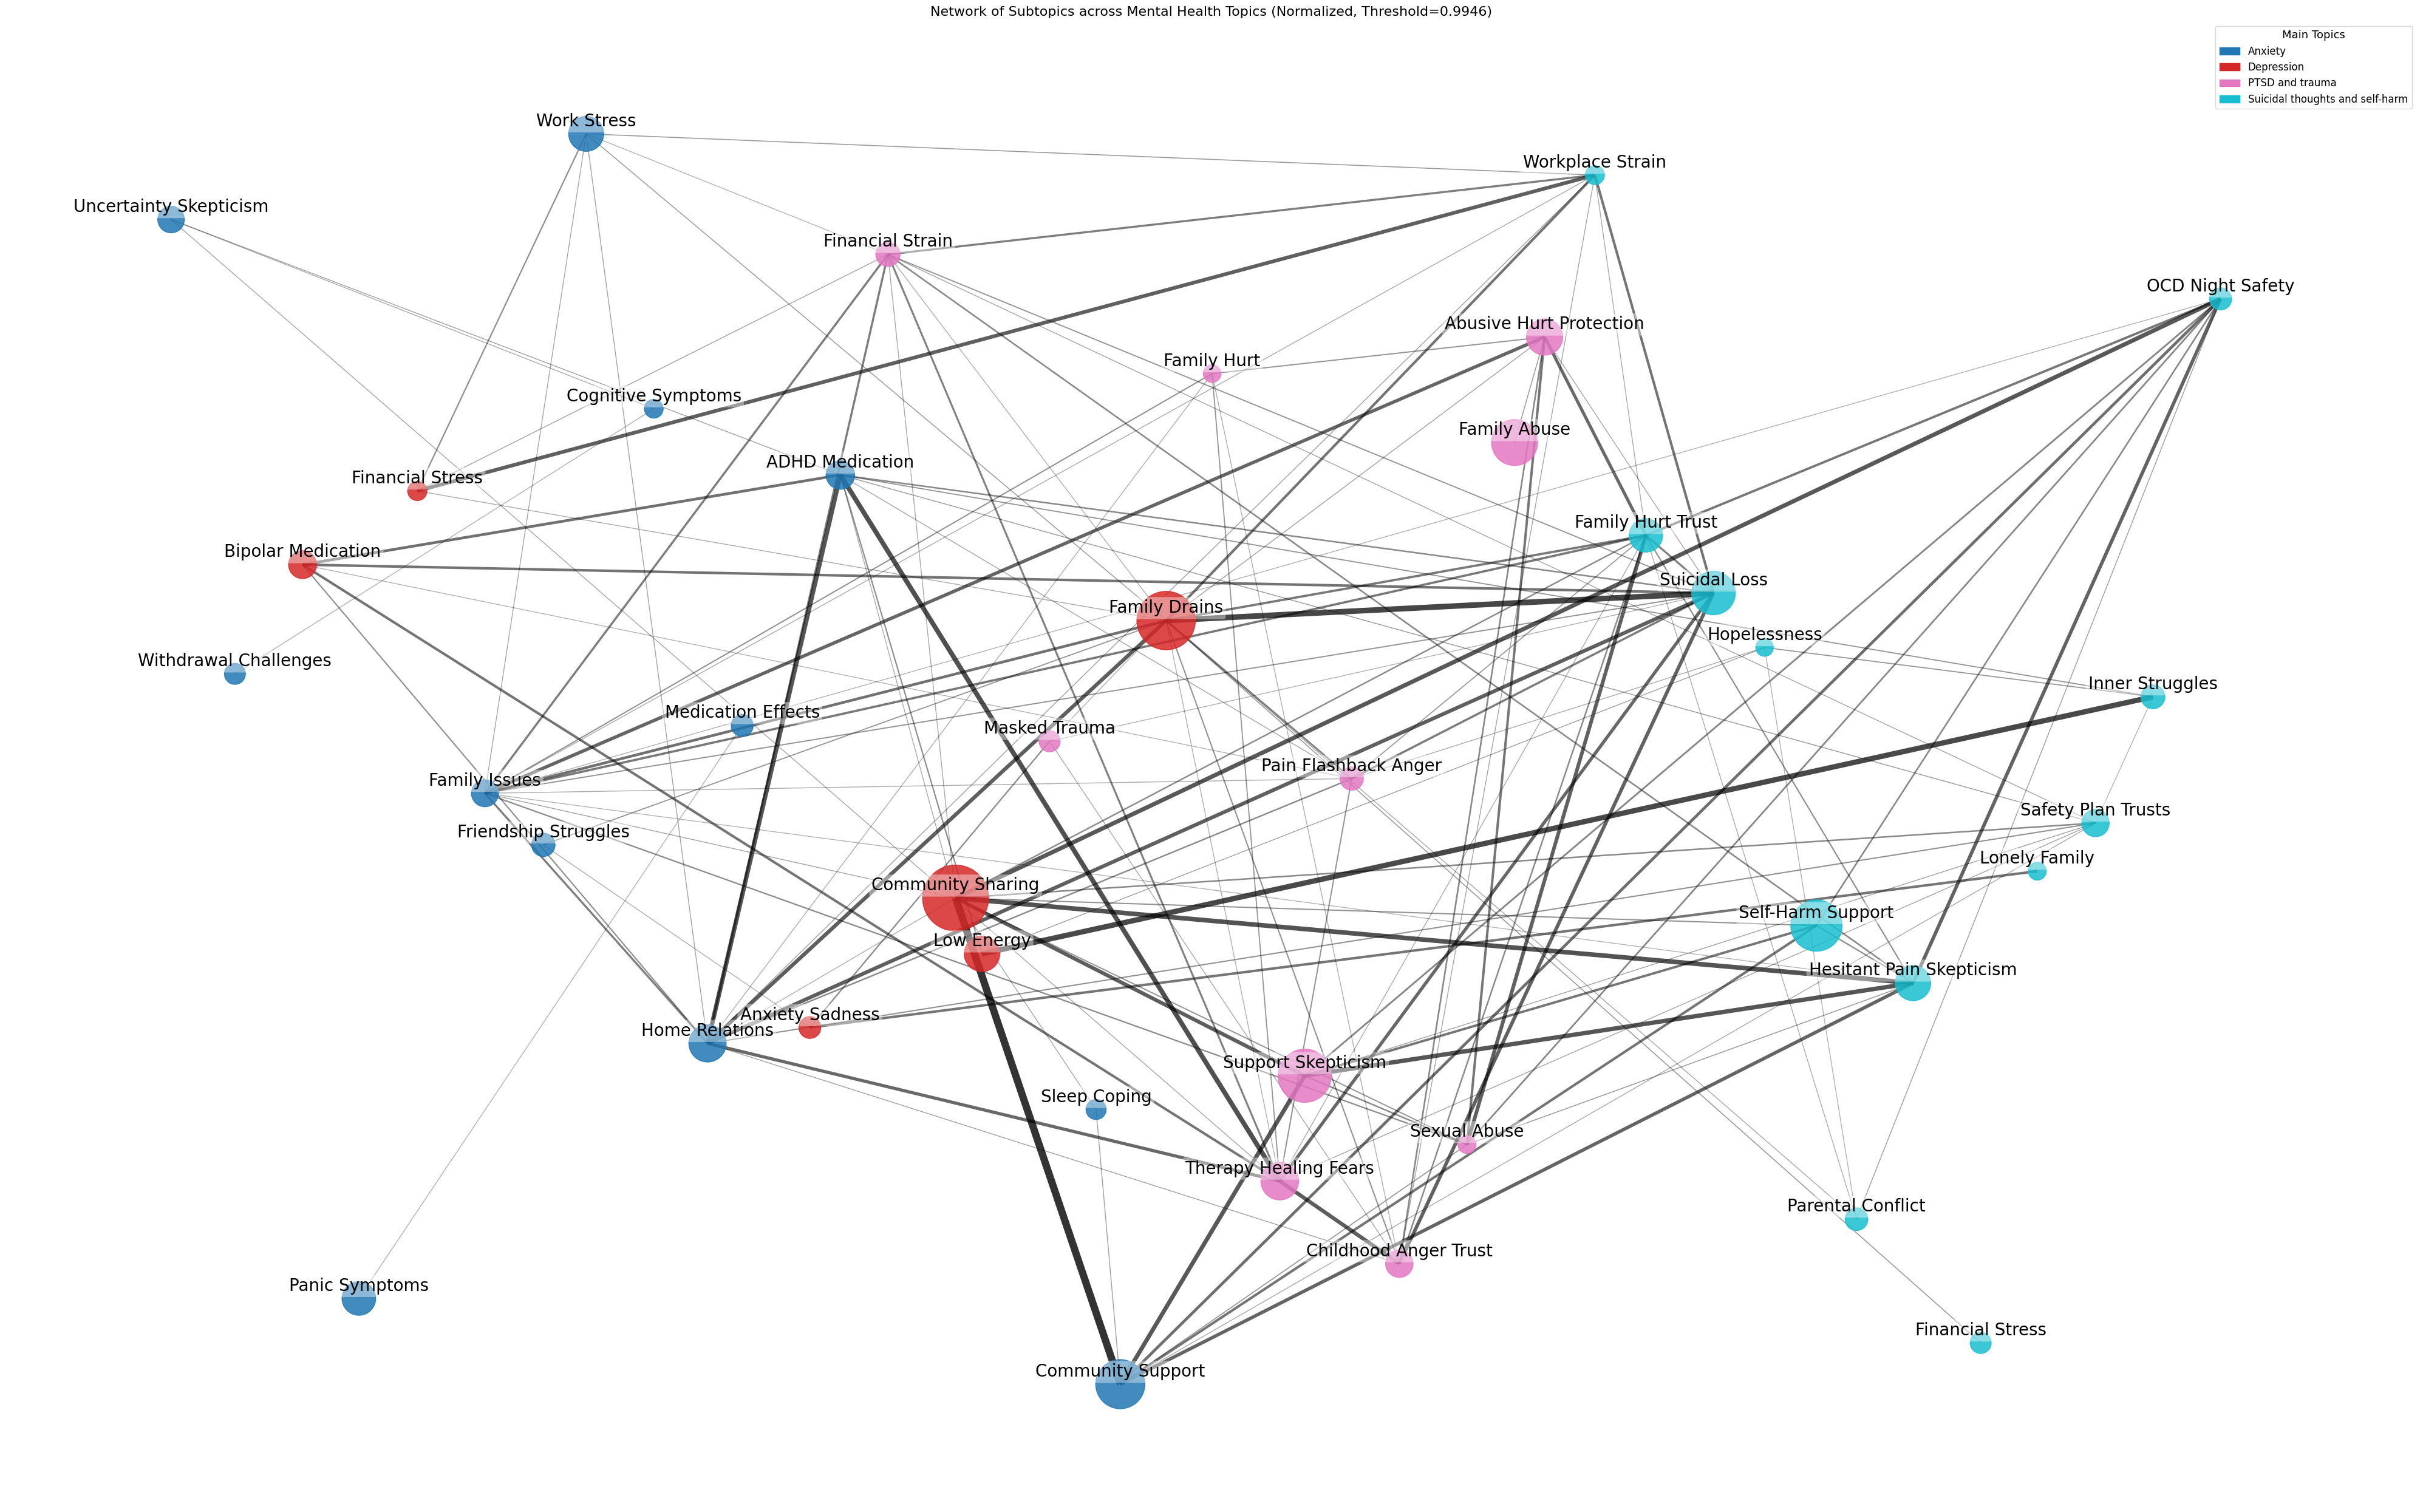 Network of Subtopics across Mental Health Topics (Normalized, Threshold=0.9946)
Main Topics
Anxiety
Depression
PTSD and trauma
Suicidal thoughts and self-harm
Work Stress
Workplace Strain
Uncertainty Skepticism
Financial Strain
OCD Night Safety
Abusive Hurt Protection
Family Hurt
Cognitive Symptoms
Family Abuse
ADHD Medication
Financial Stress
Family Hurt Trust
Bipolar Medication
Suicidal Loss
Family Drains
Hopelessness
Withdrawal Challenges
Inner Struggles
Medication Effects
Masked Trauma
Pain Flashback Anger
Family Issues
Safety Plan Trusts
Friendship Struggles
Lonely Family
Community Sharing
Self-Harm Support
Low Energy
Hesitant Pain Skepticism
Anxiety Sadness
Home Relations
Support Skepticism
Sleep Coping
Sexual Abuse
Therapy Healing Fears
Parental Conflict
Childhood Anger Trust
Panic Symptoms
Financial Stress
Community Support